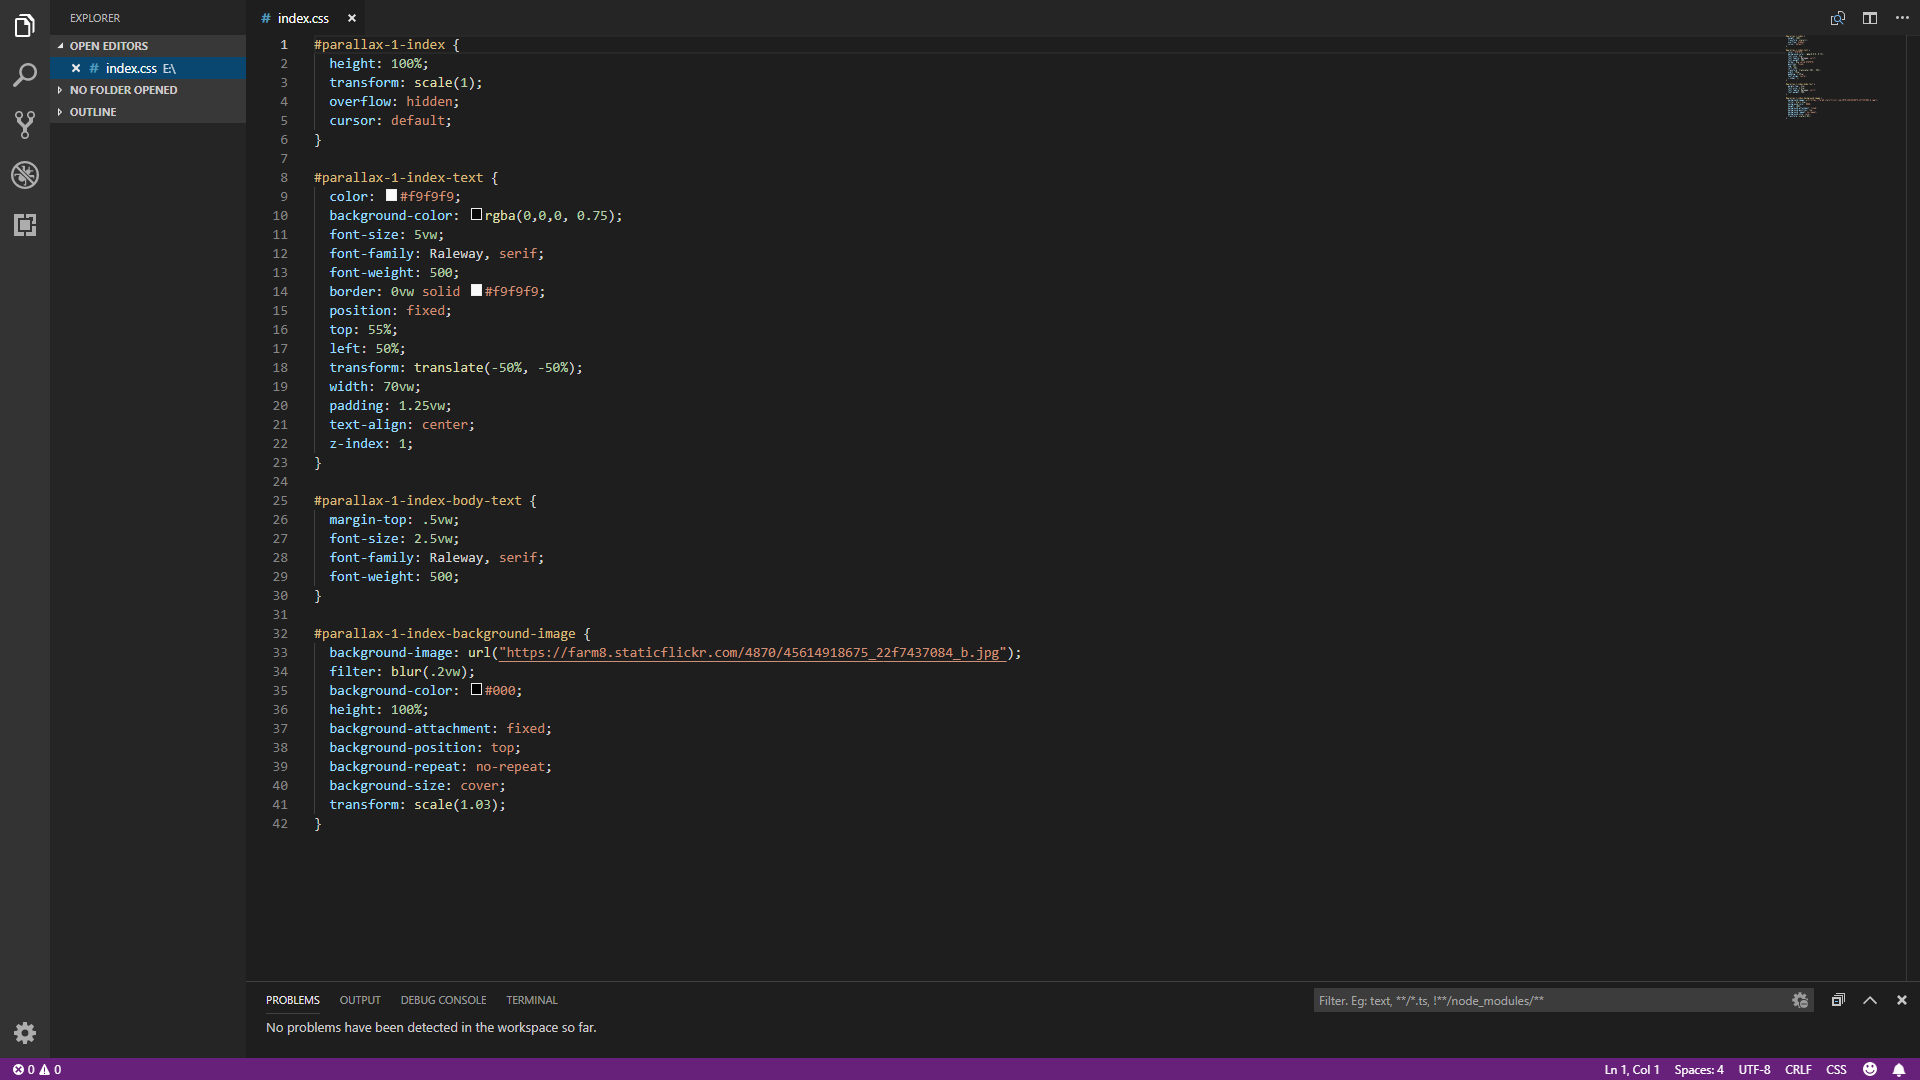 EXPLORER
OPEN EDITORS
index.css E:\
NO FOLDER OPENED
OUTLINE
# index.css
1 #parallax-1-index {
2 height: 100%;
3 transform: scale(1);
4 overflow: hidden;
5 cursor: default;
6 }
7
8 #parallax-1-index-text {
9 color: #f9f9f9;
10 background-color: rgba(0,0,0, 0.75);
11 font-size: 5vw;
12 font-family: Raleway, serif;
13 font-weight: 500;
14 border: 0vw solid #f9f9f9;
15 position: fixed;
16 top: 55%;
17 left: 50%;
18 transform: translate(-50%, -50%);
19 width: 70vw;
20 padding: 1.25vw;
21 text-align: center;
22 z-index: 1;
23 }
24
25 #parallax-1-index-body-text {
26 margin-top: .5vw;
27 font-size: 2.5vw;
28 font-family: Raleway, serif;
29 font-weight: 500;
30 }
31
32 #parallax-1-index-background-image {
33 background-image: url("https://farm8.staticflickr.com/4870/45614918675_22f7437084_b.jpg");
34 filter: blur(.2vw);
35 background-color: #000;
36 height: 100%;
37 background-attachment: fixed;
38 background-position: top;
39 background-repeat: no-repeat;
40 background-size: cover;
41 transform: scale(1.03);
42 }
PROBLEMS OUTPUT DEBUG CONSOLE TERMINAL
Filter. Eg: text, **/*.ts, !**/node_modules/**
No problems have been detected in the workspace so far.
0 0
Ln 1, Col 1 Spaces: 4 UTF-8 CRLF CSS